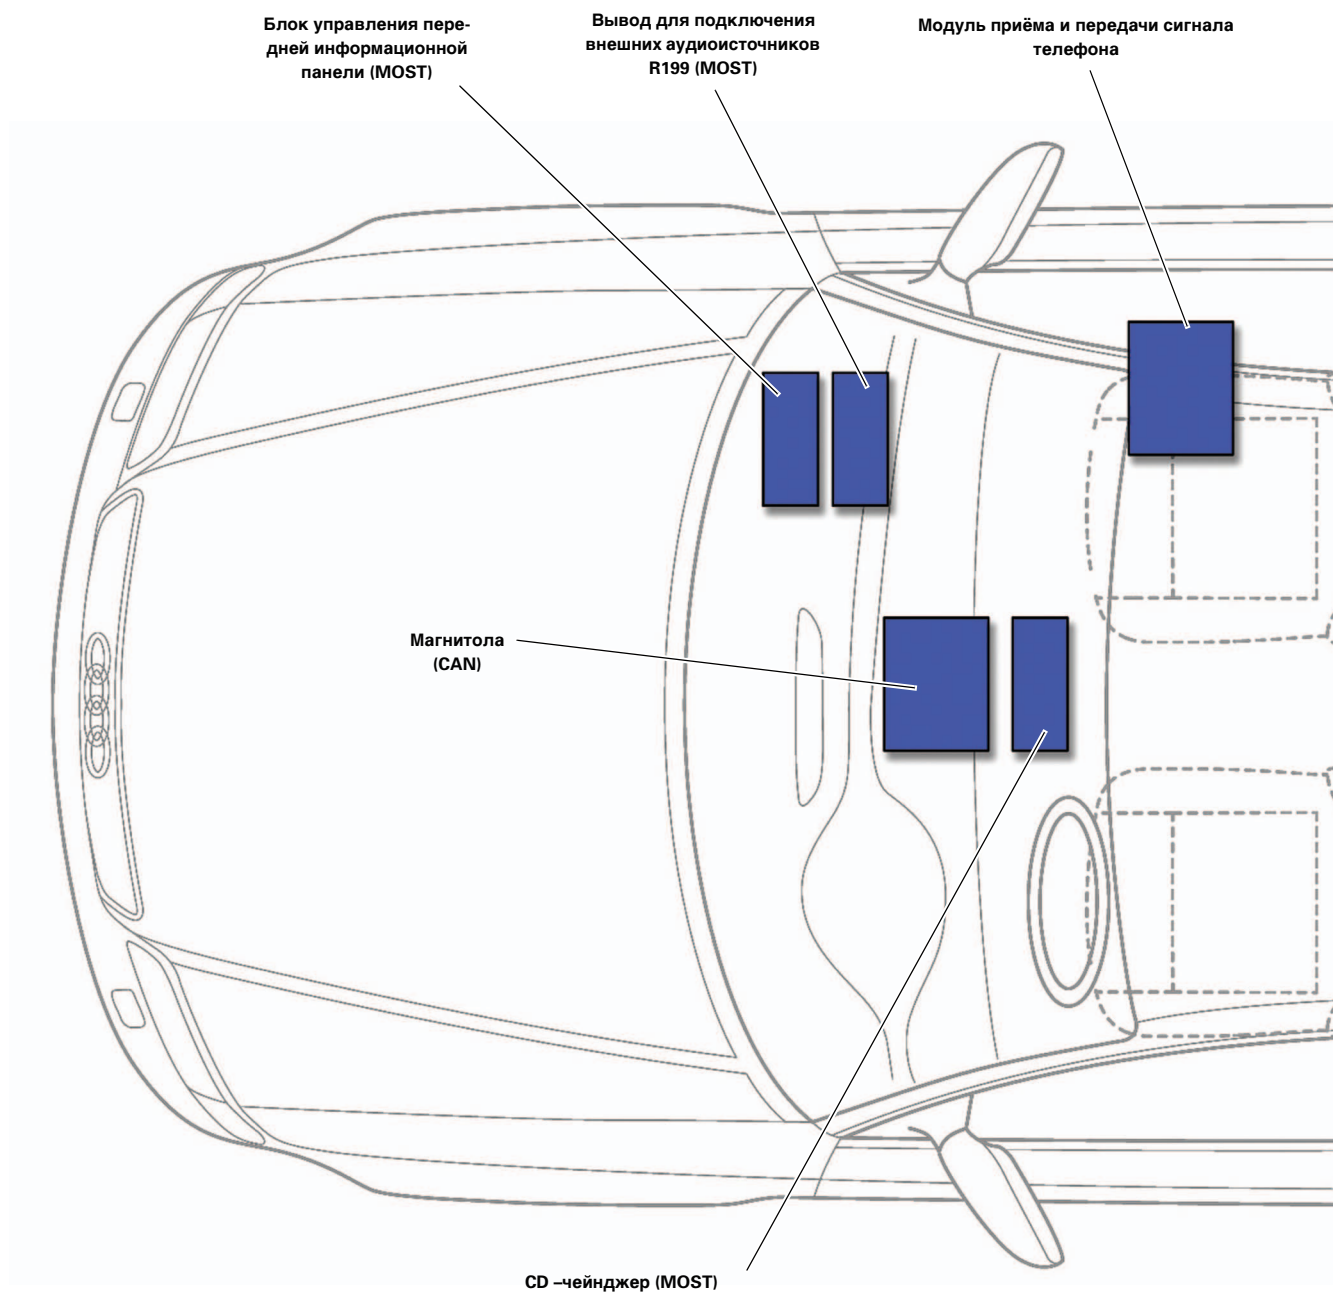 Блок управления пере-
дней информационной
панели (MOST)
Вывод для подключения
внешних аудиоисточников
R199 (MOST)
Модуль приёма и передачи сигнала
телефона
Магнитола
(CAN)
CD –чейнджер (MOST)